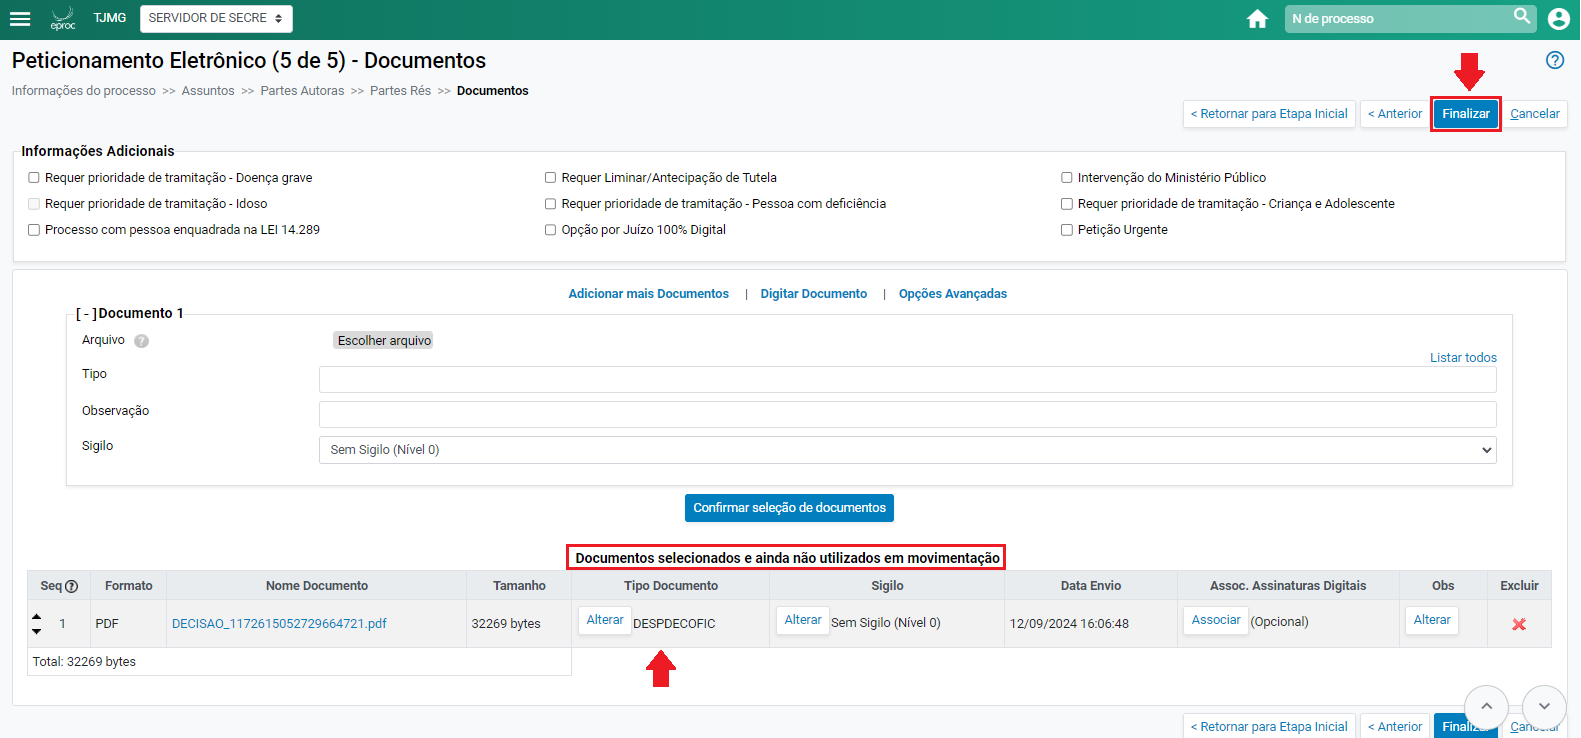 eproc TJMG SERVIDOR DE SECRE N de processo
Peticionamento Eletrônico (5 de 5) - Documentos
Informações do processo >> Assuntos >> Partes Autoras >> Partes Rés >> Documentos
< Retornar para Etapa Inicial < Anterior Finalizar Cancelar
Informações Adicionais
Requer prioridade de tramitação - Doença grave Requer Liminar/Antecipação de Tutela Intervenção do Ministério Público
Requer prioridade de tramitação - Idoso Requer prioridade de tramitação - Pessoa com deficiência Requer prioridade de tramitação - Criança e Adolescente
Processo com pessoa enquadrada na LEI 14.289 Opção por Juízo 100% Digital Petição Urgente
Adicionar mais Documentos | Digitar Documento | Opções Avançadas
[ - ] Documento 1
Arquivo ? Escolher arquivo
Listar todos
Tipo
Observação
Sigilo Sem Sigilo (Nível 0)
Confirmar seleção de documentos
Documentos selecionados e ainda não utilizados em movimentação
Seq ? Formato Nome Documento Tamanho Tipo Documento Sigilo Data Envio Assoc. Assinaturas Digitais Obs Excluir
1 PDF DECISAO_1172615052729664721.pdf 32269 bytes Alterar DESPDECOFIC Alterar Sem Sigilo (Nível 0) 12/09/2024 16:06:48 Associar (Opcional) Alterar
Total: 32269 bytes
< Retornar para Etapa Inicial < Anterior Finalizar Cancelar